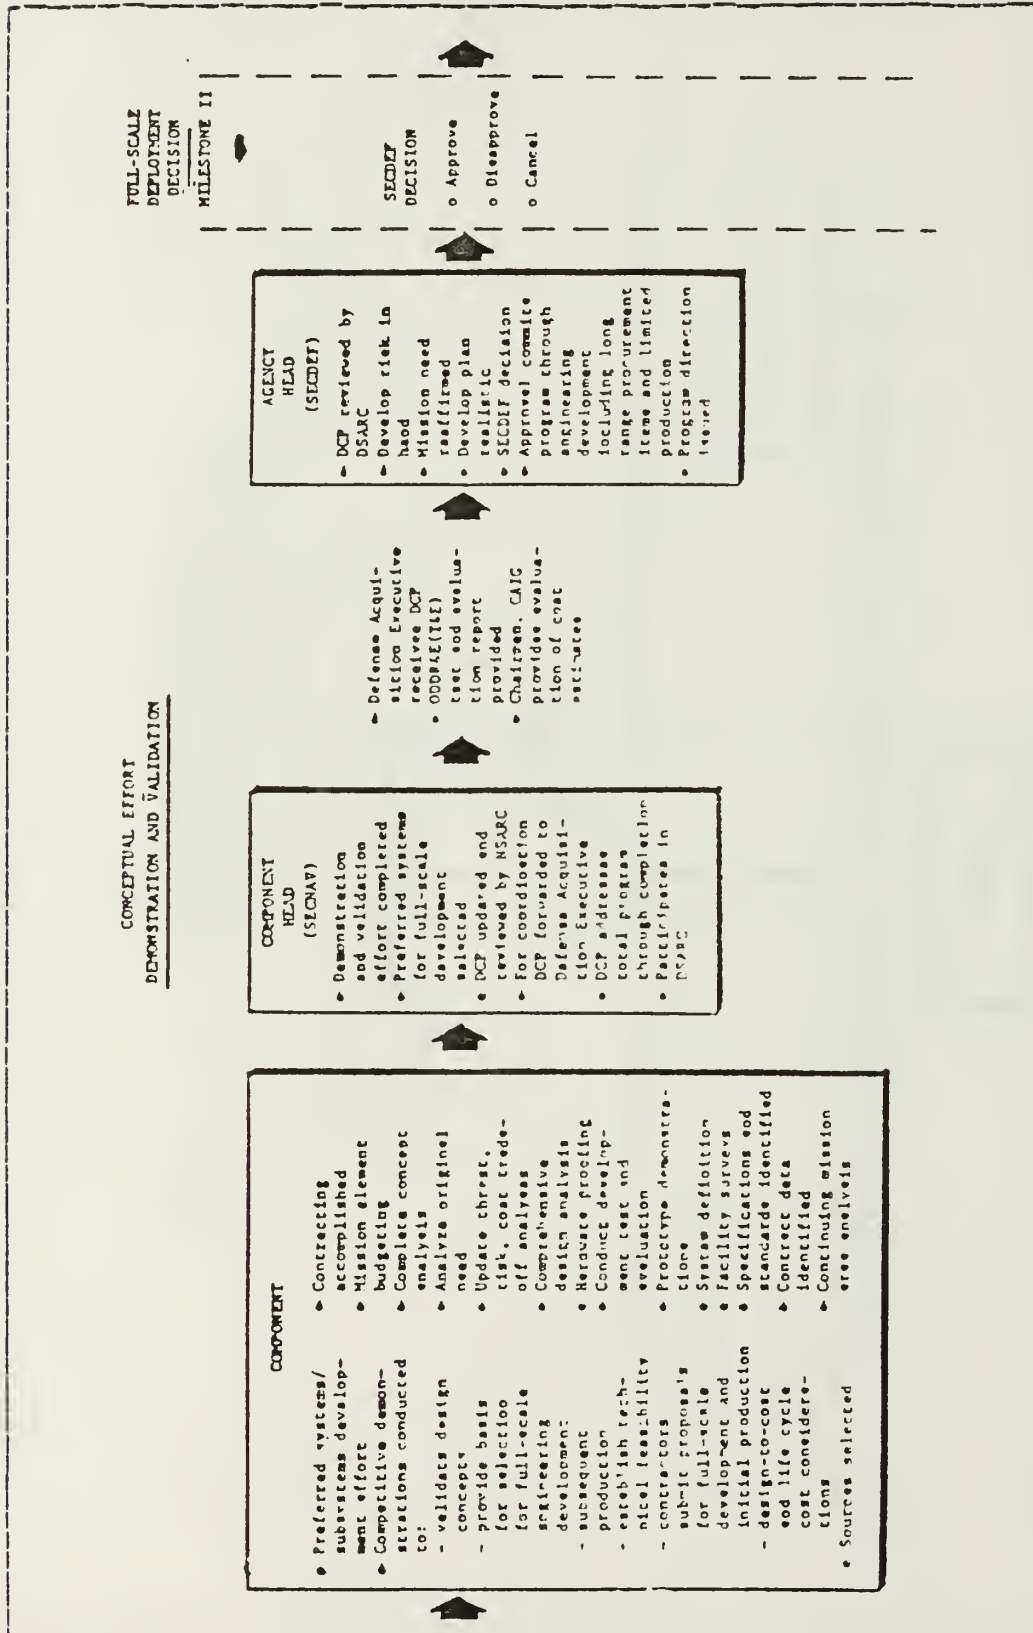 CONCEPTUAL EFFORT
DEMONSTRATION AND VALIDATION
COMPONENT
• Preferred systems/
substystems develop-
ment effort
• Competitive demon-
strations conducted
to:
- validate design
concepts
- provide basis
for selection
for full-scale
engineering
development
- subsequent
production
- establish tech-
nical feasibility
- contractors
submit proposals
for full-scale
development and
initial production
- design-to-cost
and life cycle
cost considera-
tions
• Sources selected
• Contracting
accomplished
• Mission element
budgeting
• Complete concept
analysis
• Analyze original
need
• Update threat,
risk, cost trade-
off analyses
• Comprehensive
design analysis
• Hardware proofing
• Conduct develop-
ment test and
evaluation
• Prototype demonstra-
tions
• System definition
• Facility surveys
• Specifications and
standards identified
• Contract data
identified
• Continuing mission
area analysis
COMPONENT
HEAD
(SECNAV)
• Demonstration
and validation
effort completed
• Preferred systems
for full-scale
development
selected
• DCP updated and
reviewed by NSARC
• For coordination
DCP forwarded to
Defense Acquisi-
tion Executive
• DCP addresses
total program
through completion
• Participates in
DSARC
• Defense Acqui-
sition Executive
receives DCP
• ODDR&E(T&E)
test and evalua-
tion report
provided
• Chairman, CAIG
provides evalua-
tion of cost
estimates
AGENCY
HEAD
(SECDEF)
• DCP reviewed by
DSARC
• Develop risk in
hand
• Mission need
reaffirmed
• Develop plan
realistic
• SECDEF decision
• Approval commits
program through
engineering
development
including long
range procurement
items and limited
production
• Program direction
issued
FULL-SCALE
DEPLOYMENT
DECISION
MILESTONE II
SECDEF
DECISION
o Approve
o Disapprove
o Cancel